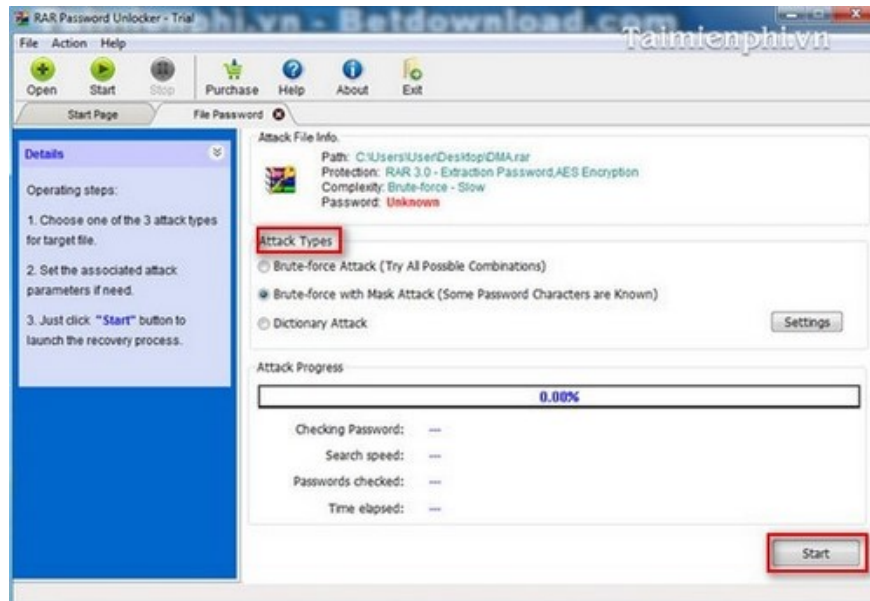 RAR Password Unlocker - Trial
Betdownload.com
Taimienphi.vn
File Action Help
Open Start Stop Purchase Help About Exit
Start Page File Password
Details
Operating steps:
1. Choose one of the 3 attack types
for target file.
2. Set the associated attack
parameters if need.
3. Just click "Start" button to
launch the recovery process.
Attack File Info.
Path: C:\Users\User\Desktop\DMA.rar
Protection: RAR 3.0 - Extraction Password,AES Encryption
Complexity: Brute-force - Slow
Password: Unknown
Attack Types
Brute-force Attack (Try All Possible Combinations)
Brute-force with Mask Attack (Some Password Characters are Known)
Dictionary Attack
Settings
Attack Progress
0.00%
Checking Password: ---
Search speed: ---
Passwords checked: ---
Time elapsed: ---
Start